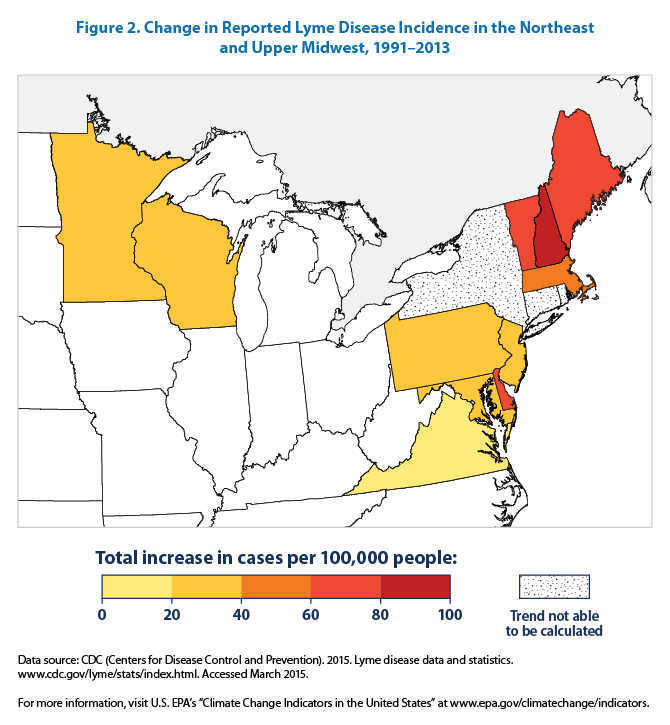 Figure 2. Change in Reported Lyme Disease Incidence in the Northeast
and Upper Midwest, 1991–2013
Total increase in cases per 100,000 people:
0 20 40 60 80 100
Trend not able
to be calculated
Data source: CDC (Centers for Disease Control and Prevention). 2015. Lyme disease data and statistics.
www.cdc.gov/lyme/stats/index.html. Accessed March 2015.
For more information, visit U.S. EPA's “Climate Change Indicators in the United States” at www.epa.gov/climatechange/indicators.